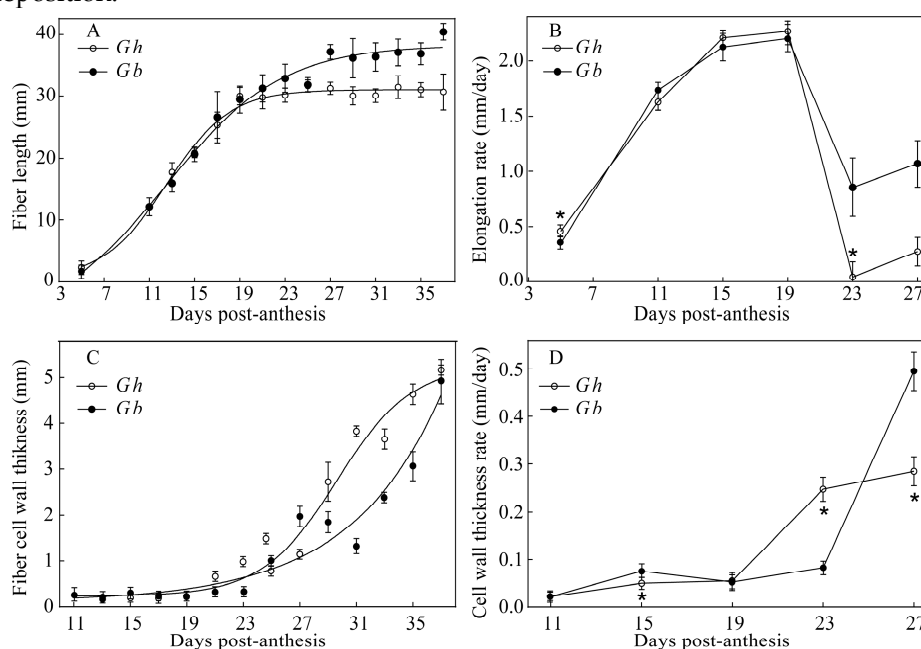 eposition.
A
Gh
Gb
Fiber length (mm)
40
30
20
10
0
3 7 11 15 19 23 27 31 35
Days post-anthesis
B
Gh
Gb
Elongation rate (mm/day)
2.0
1.5
1.0
0.5
0.0
*
*
3 7 11 15 19 23 27
Days post-anthesis
C
Gh
Gb
Fiber cell wall thikness (mm)
5
4
3
2
1
0
11 15 19 23 27 31 35
Days post-anthesis
D
Gh
Gb
Cell wall thickness rate (mm/day)
0.5
0.4
0.3
0.2
0.1
0.0
*
*
*
11 15 19 23 27
Days post-anthesis